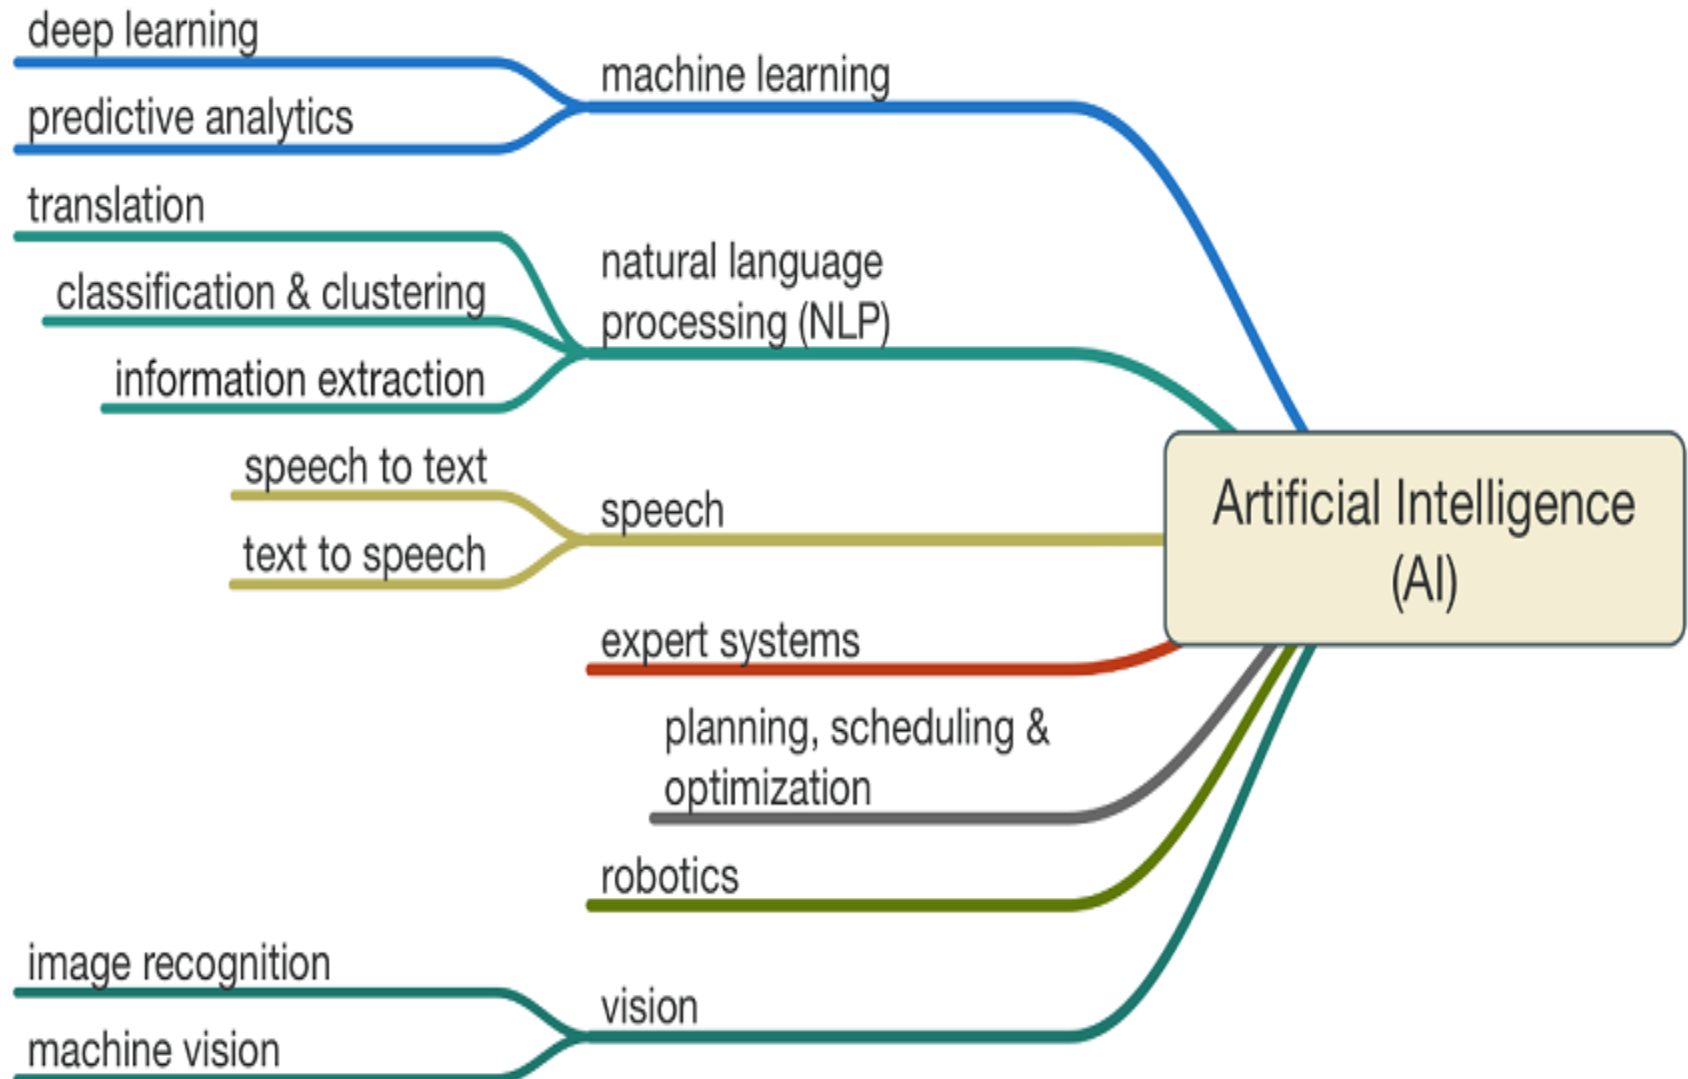 deep learning
predictive analytics
machine learning
translation
classification & clustering
information extraction
natural language
processing (NLP)
speech to text
text to speech
speech
Artificial Intelligence
(AI)
expert systems
planning, scheduling &
optimization
robotics
image recognition
machine vision
vision